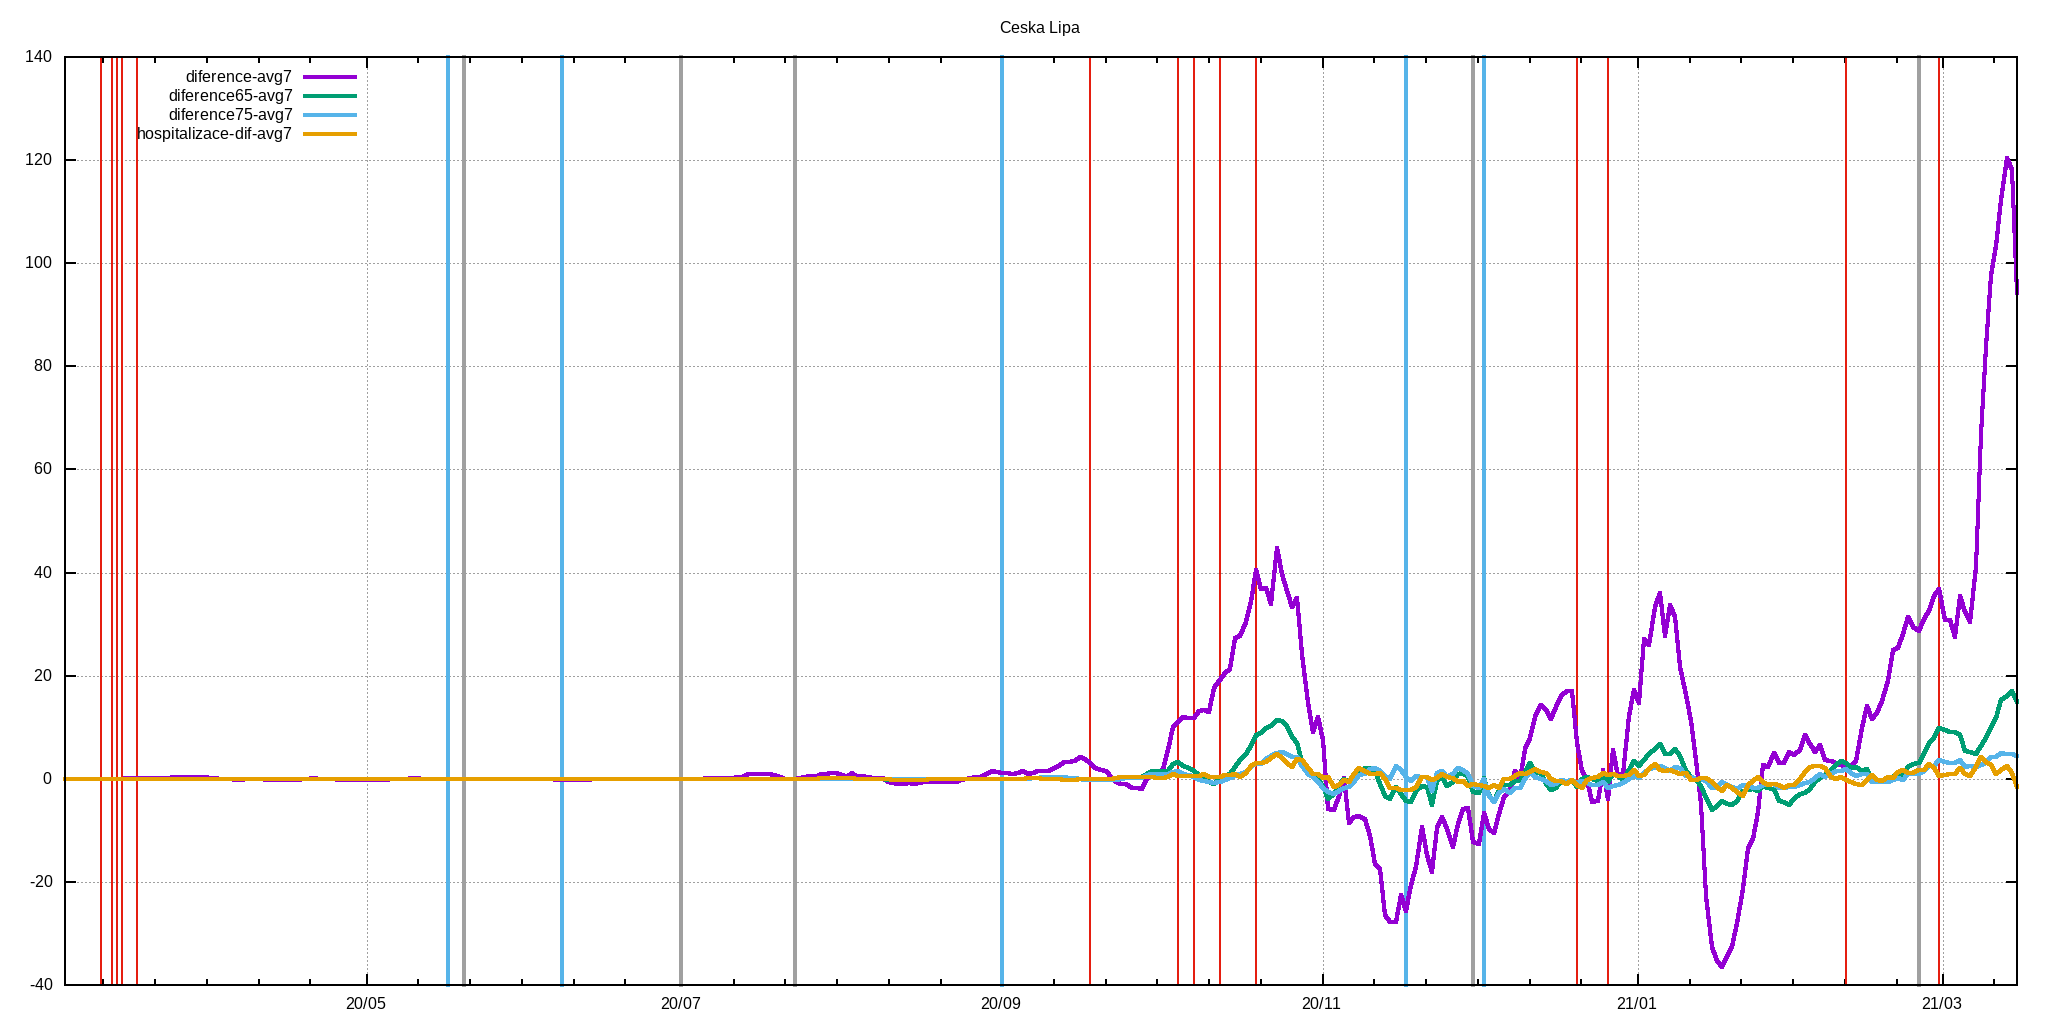 Ceska Lipa
140
diference-avg7
diference65-avg7
diference75-avg7
hospitalizace-dif-avg7
120
100
80
60
40
20
0
-20
-40
20/05 20/07 20/09 20/11 21/01 21/03